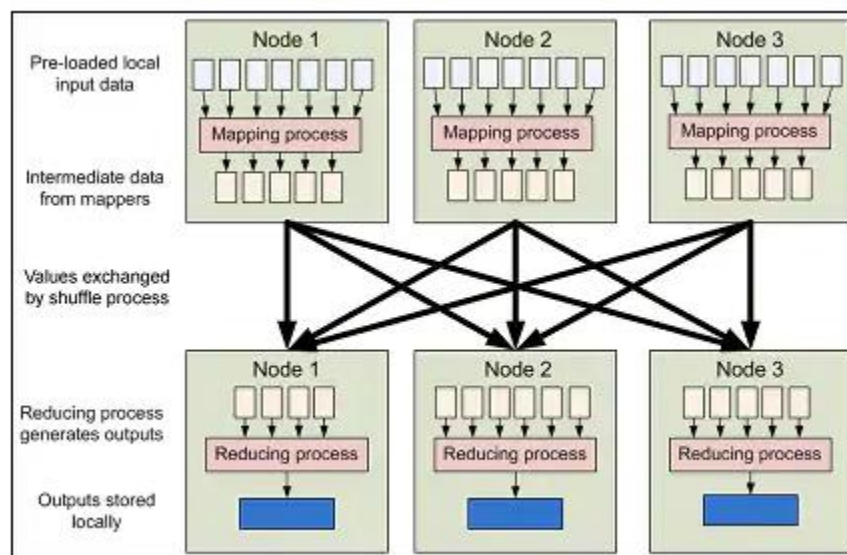 Node 1
Node 2
Node 3
Pre-loaded local
input data
Mapping process
Mapping process
Mapping process
Intermediate data
from mappers
Values exchanged
by shuffle process
Node 1
Node 2
Node 3
Reducing process
generates outputs
Reducing process
Reducing process
Reducing process
Outputs stored
locally